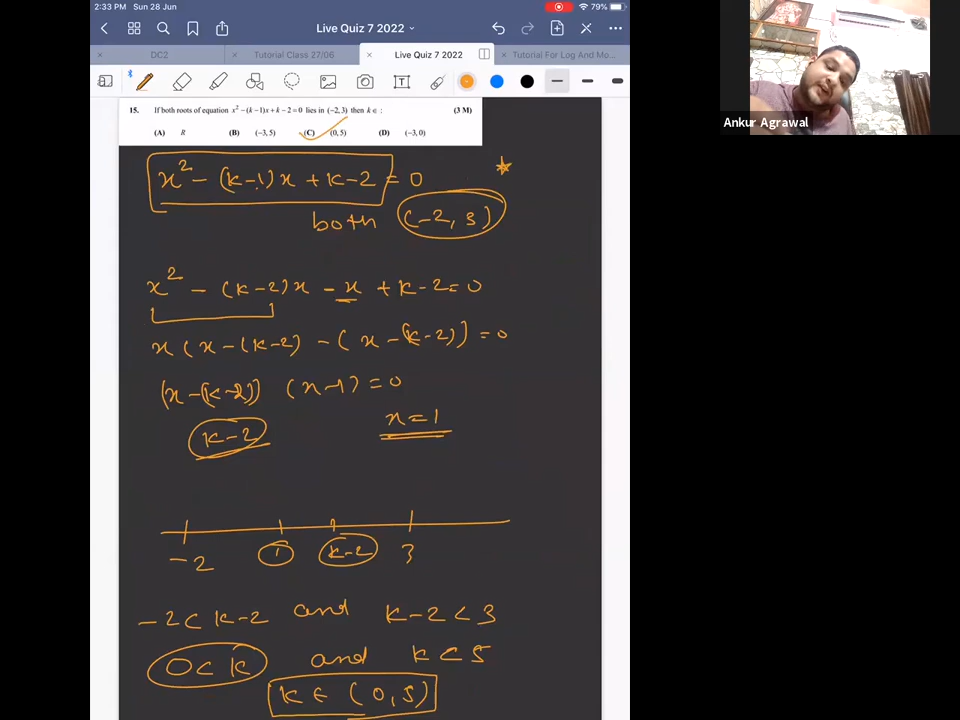 2:33 PM Sun 28 Jun
79%
Live Quiz 7 2022
DC2
Tutorial Class 27/06
Live Quiz 7 2022
Tutorial For Log And Mo...
Ankur Agrawal
15. If both roots of equation x² −(k−1)x + k − 2 = 0 lies in (−2, 3) then k ∈ : (3 M)
(A) R (B) (−3, 5) (C) (0, 5) (D) (−3, 0)
x² − (k−1)x + k−2 = 0
both (−2, 3)
x² − (k−2)x − x + k−2 = 0
x(x−(k−2) − (x−(k−2)) = 0
(x−(k−2)) (x−1) = 0
k−2 x=1
−2 1 k−2 3
−2 < k−2 and k−2 < 3
0 < k and k < 5
k ∈ (0, 5)